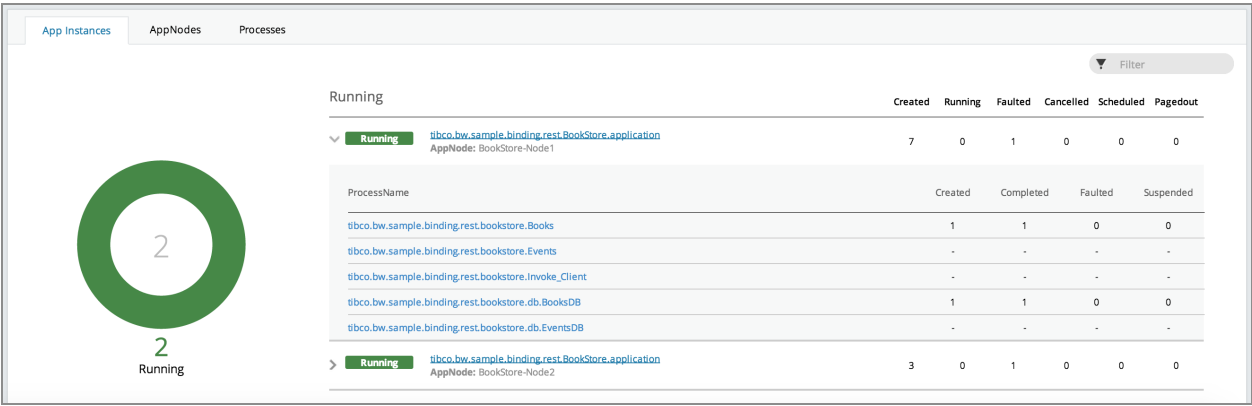 App Instances AppNodes Processes
Filter
Running Created Running Faulted Cancelled Scheduled Pagedout
Running tibco.bw.sample.binding.rest.BookStore.application 7 0 1 0 0 0
AppNode: BookStore-Node1
ProcessName Created Completed Faulted Suspended
tibco.bw.sample.binding.rest.bookstore.Books 1 1 0 0
tibco.bw.sample.binding.rest.bookstore.Events - - - -
tibco.bw.sample.binding.rest.bookstore.Invoke_Client - - - -
tibco.bw.sample.binding.rest.bookstore.db.BooksDB 1 1 0 0
tibco.bw.sample.binding.rest.bookstore.db.EventsDB - - - -
Running tibco.bw.sample.binding.rest.BookStore.application 3 0 1 0 0 0
AppNode: BookStore-Node2
2
2
Running